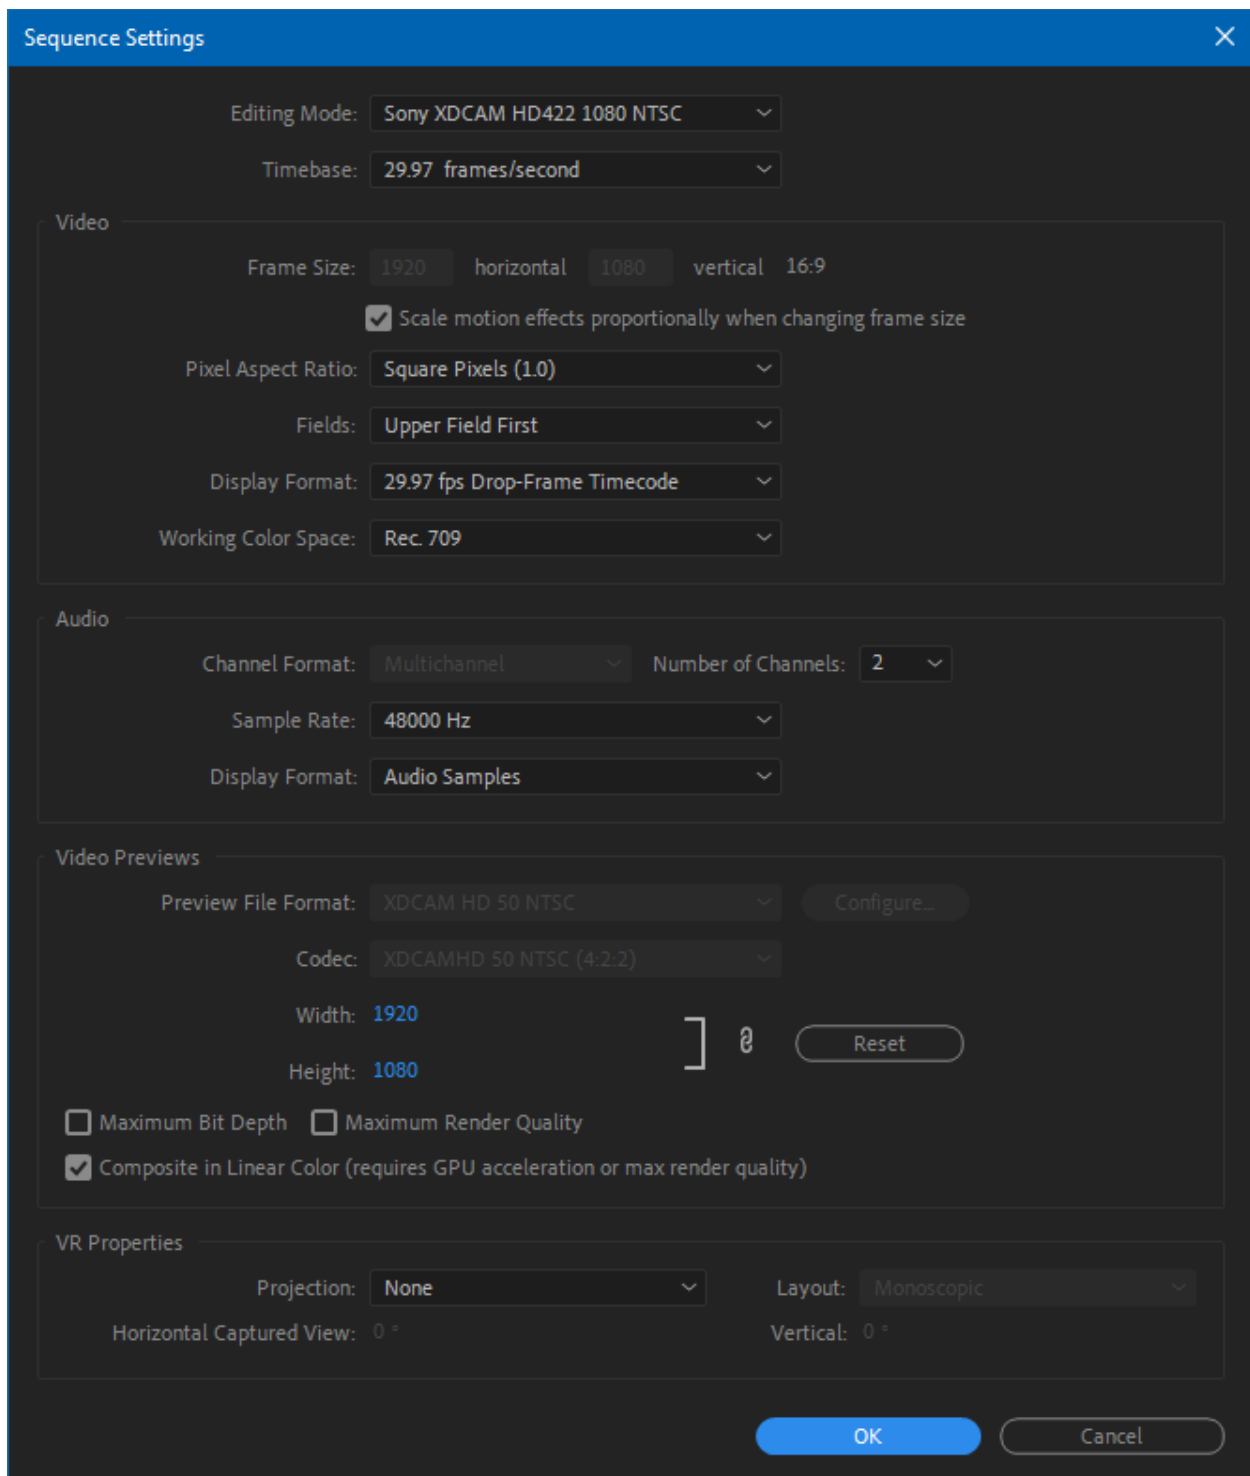 Sequence Settings
Editing Mode: Sony XDCAM HD422 1080 NTSC
Timebase: 29.97 frames/second
Video
Frame Size: 1920 horizontal 1080 vertical 16:9
Scale motion effects proportionally when changing frame size
Pixel Aspect Ratio: Square Pixels (1.0)
Fields: Upper Field First
Display Format: 29.97 fps Drop-Frame Timecode
Working Color Space: Rec. 709
Audio
Channel Format: Multichannel Number of Channels: 2
Sample Rate: 48000 Hz
Display Format: Audio Samples
Video Previews
Preview File Format: XDCAM HD 50 NTSC Configure...
Codec: XDCAMHD 50 NTSC (4:2:2)
Width: 1920
Reset
Height: 1080
Maximum Bit Depth Maximum Render Quality
Composite in Linear Color (requires GPU acceleration or max render quality)
VR Properties
Projection: None Layout: Monoscopic
Horizontal Captured View: 0 ° Vertical: 0 °
OK Cancel